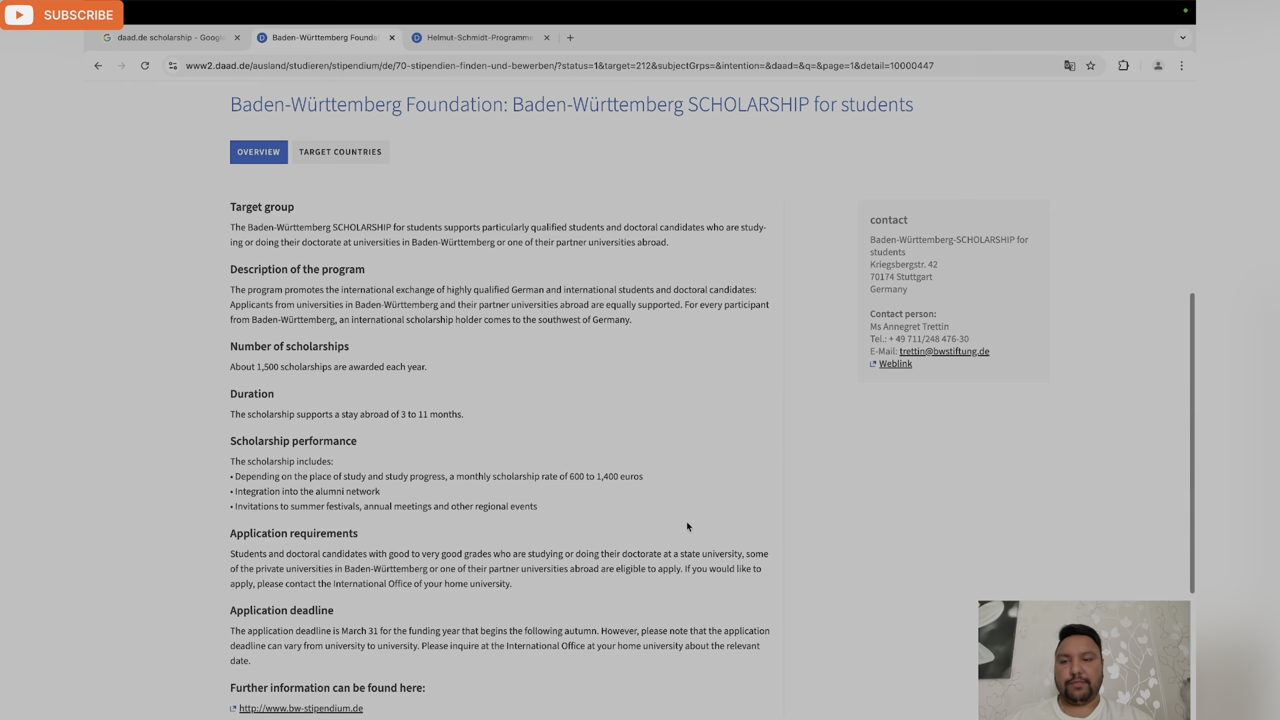 SUBSCRIBE
daad.de scholarship - Google
Baden-Württemberg Founda
Helmut-Schmidt-Programme
www2.daad.de/ausland/studieren/stipendium/de/70-stipendien-finden-und-bewerben/?status=1&target=212&subjectGrps=&intention=&daad=&q=&page=1&detail=10000447
Baden-Württemberg Foundation: Baden-Württemberg SCHOLARSHIP for students
OVERVIEW
TARGET COUNTRIES
Target group
The Baden-Württemberg SCHOLARSHIP for students supports particularly qualified students and doctoral candidates who are study-
ing or doing their doctorate at universities in Baden-Württemberg or one of their partner universities abroad.
Description of the program
The program promotes the international exchange of highly qualified German and international students and doctoral candidates:
Applicants from universities in Baden-Württemberg and their partner universities abroad are equally supported. For every participant
from Baden-Württemberg, an international scholarship holder comes to the southwest of Germany.
Number of scholarships
About 1,500 scholarships are awarded each year.
Duration
The scholarship supports a stay abroad of 3 to 11 months.
Scholarship performance
The scholarship includes:
• Depending on the place of study and study progress, a monthly scholarship rate of 600 to 1,400 euros
• Integration into the alumni network
• Invitations to summer festivals, annual meetings and other regional events
Application requirements
Students and doctoral candidates with good to very good grades who are studying or doing their doctorate at a state university, some
of the private universities in Baden-Württemberg or one of their partner universities abroad are eligible to apply. If you would like to
apply, please contact the International Office of your home university.
Application deadline
The application deadline is March 31 for the funding year that begins the following autumn. However, please note that the application
deadline can vary from university to university. Please inquire at the International Office at your home university about the relevant
date.
Further information can be found here:
http://www.bw-stipendium.de
contact
Baden-Württemberg-SCHOLARSHIP for
students
Kriegsbergstr. 42
70174 Stuttgart
Germany
Contact person:
Ms Annegret Trettin
Tel.: + 49 711/248 476-30
E-Mail: trettin@bwstiftung.de
Weblink